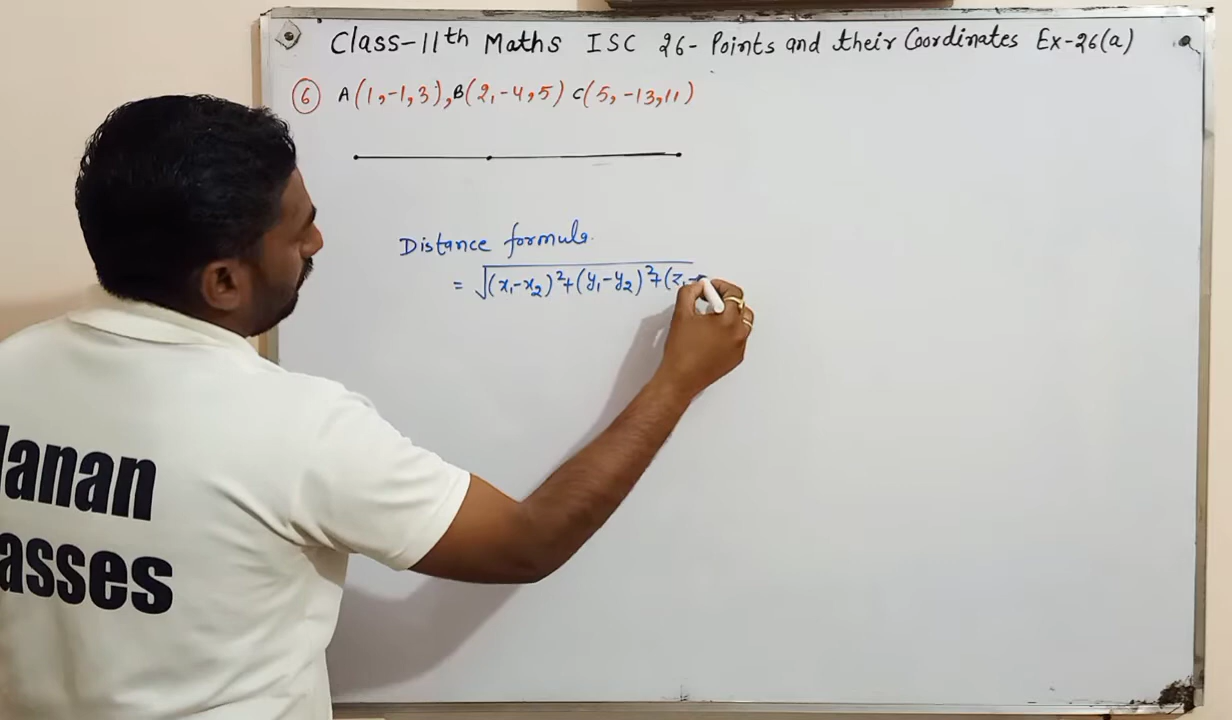 Class-11th Maths ISC 26- Points and their Coordinates Ex-26(a)
⑥ A(1,-1,3), B(2,-4,5) C(5,-13,11)
Distance formula.
= √(x₁-x₂)²+(y₁-y₂)²+(z₁-
anan
asses